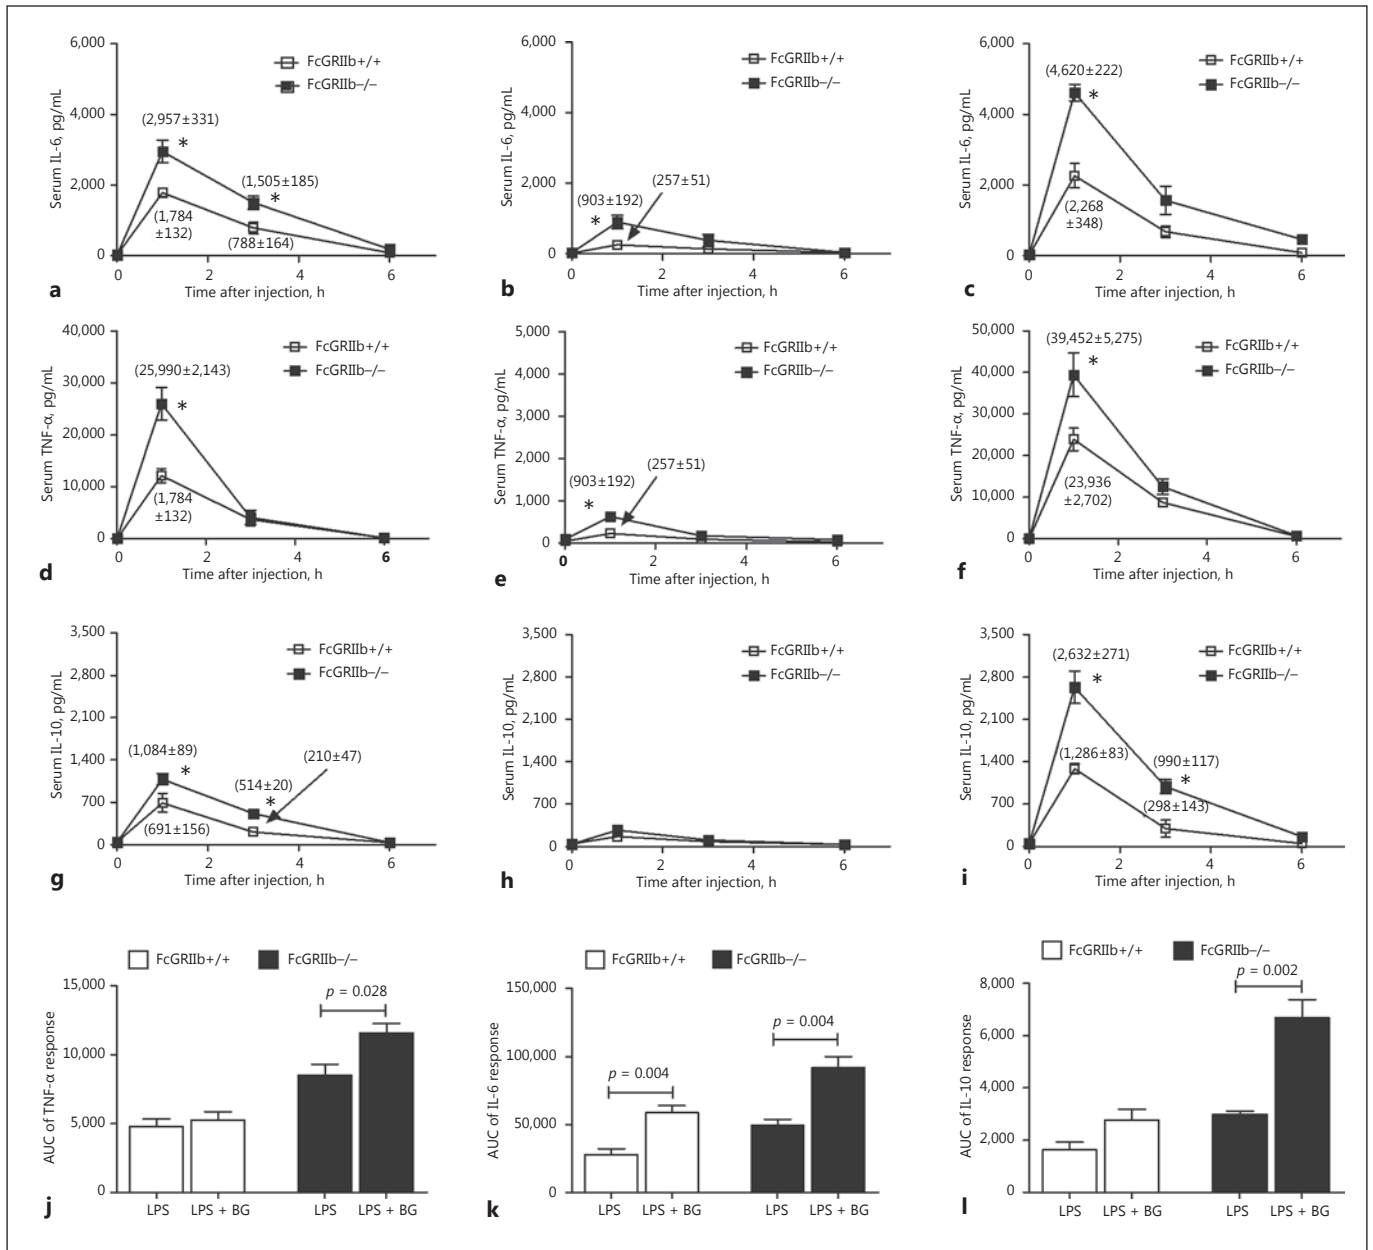 6,000
4,000
2,000
0
Serum IL-6, pg/mL
FcGRIIb+/+
FcGRIIb−/−
(2,957±331)
*
(1,505±185)
*
(1,784
±132)
(788±164)
0 2 4 6
Time after injection, h
a
6,000
4,000
2,000
0
Serum IL-6, pg/mL
FcGRIIb+/+
FcGRIIb−/−
(257±51)
(903±192)
*
0 2 4 6
Time after injection, h
b
6,000
4,000
2,000
0
Serum IL-6, pg/mL
FcGRIIb+/+
FcGRIIb−/−
(4,620±222)
*
(2,268
±348)
0 2 4 6
Time after injection, h
c
40,000
30,000
20,000
10,000
0
Serum TNF-α, pg/mL
FcGRIIb+/+
FcGRIIb−/−
(25,990±2,143)
*
(1,784
±132)
0 2 4 6
Time after injection, h
d
5,000
4,000
3,000
2,000
1,000
0
Serum TNF-α, pg/mL
FcGRIIb+/+
FcGRIIb−/−
(257±51)
(903±192)
*
0 2 4 6
Time after injection, h
e
50,000
40,000
30,000
20,000
10,000
0
Serum TNF-α, pg/mL
(39,452±5,275)
FcGRIIb+/+
*
FcGRIIb−/−
(23,936
±2,702)
0 2 4 6
Time after injection, h
f
3,500
2,800
2,100
1,400
700
0
Serum IL-10, pg/mL
FcGRIIb+/+
FcGRIIb−/−
(1,084±89)
*
(210±47)
(514±20)
*
(691±156)
0 2 4 6
Time after injection, h
g
3,500
2,800
2,100
1,400
700
0
Serum IL-10, pg/mL
FcGRIIb+/+
FcGRIIb−/−
0 2 4 6
Time after injection, h
h
3,500
2,800
2,100
1,400
700
0
Serum IL-10, pg/mL
FcGRIIb+/+
FcGRIIb−/−
(2,632±271)
*
(1,286±83)
(990±117)
*
(298±143)
0 2 4 6
Time after injection, h
i
FcGRIIb+/+ FcGRIIb−/−
15,000
10,000
5,000
0
AUC of TNF-α response
p = 0.028
LPS LPS + BG LPS LPS + BG
j
FcGRIIb+/+ FcGRIIb−/−
150,000
100,000
50,000
0
AUC of IL-6 response
p = 0.004
p = 0.004
LPS LPS + BG LPS LPS + BG
k
FcGRIIb+/+ FcGRIIb−/−
8,000
6,000
4,000
2,000
0
AUC of IL-10 response
p = 0.002
LPS LPS + BG LPS LPS + BG
l